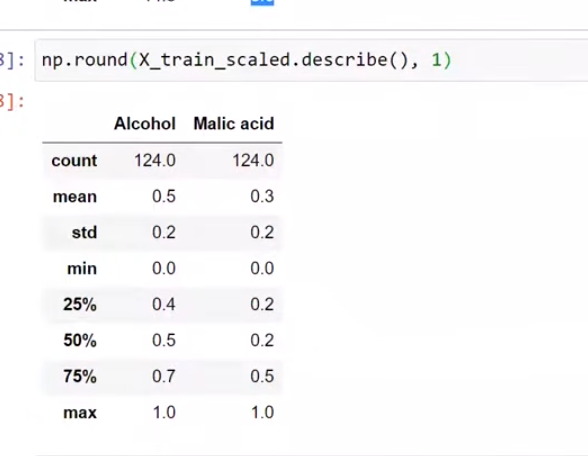 8]: np.round(X_train_scaled.describe(), 1)
8]:
Alcohol Malic acid
count 124.0 124.0
mean 0.5 0.3
std 0.2 0.2
min 0.0 0.0
25% 0.4 0.2
50% 0.5 0.2
75% 0.7 0.5
max 1.0 1.0